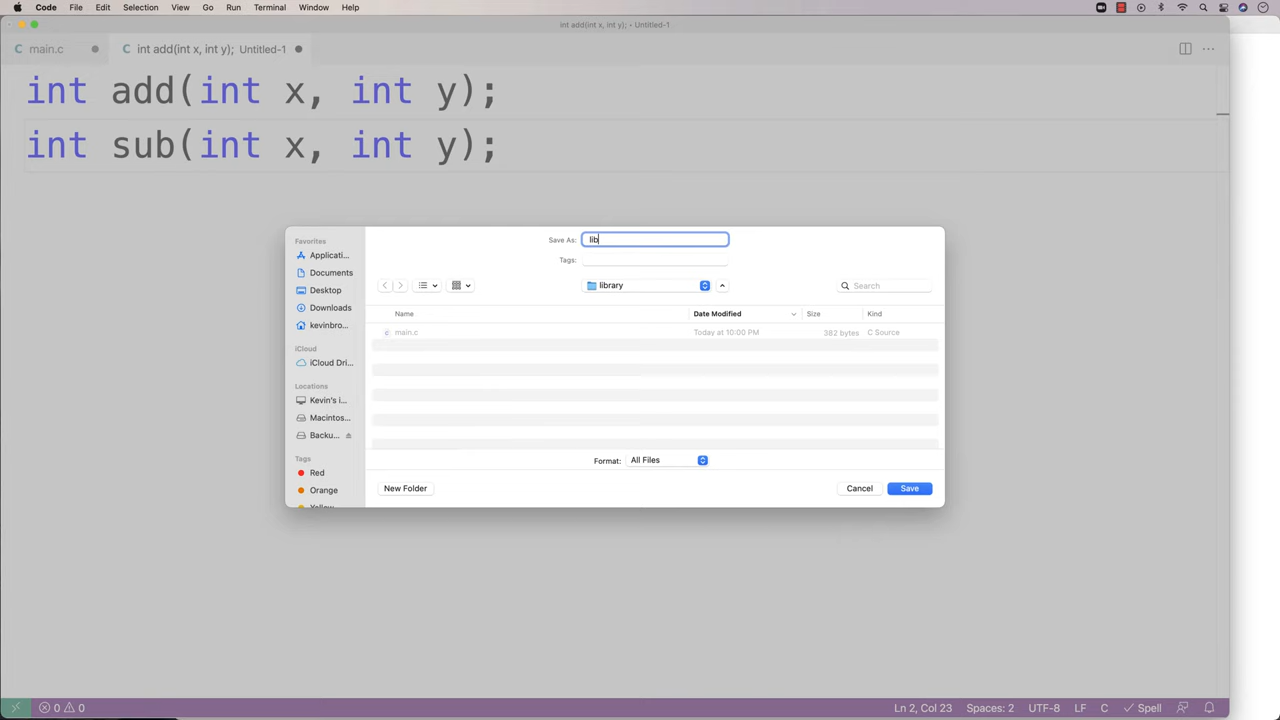 Code File Edit Selection View Go Run Terminal Window Help
int add(int x, int y); • Untitled-1
C main.c
C int add(int x, int y); Untitled-1
int add(int x, int y);
int sub(int x, int y);
Save As: lib
Tags:
library
Search
Favorites
Applicati...
Documents
Desktop
Downloads
kevinbro...
iCloud
iCloud Dri...
Locations
Kevin's i...
Macintos...
Backu...
Tags
Red
Orange
Yellow
Name Date Modified Size Kind
main.c Today at 10:00 PM 382 bytes C Source
Format: All Files
New Folder Cancel Save
0 0 Ln 2, Col 23 Spaces: 2 UTF-8 LF C Spell